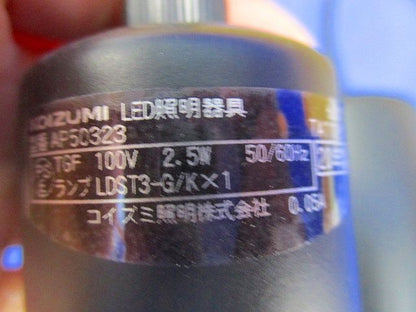 KOIZUMI LED照明器具
AP50323
TGF 100V 2.5W 50/60Hz
ランプ LDST3-G/K×1
コイズミ照明株式会社 0.05A